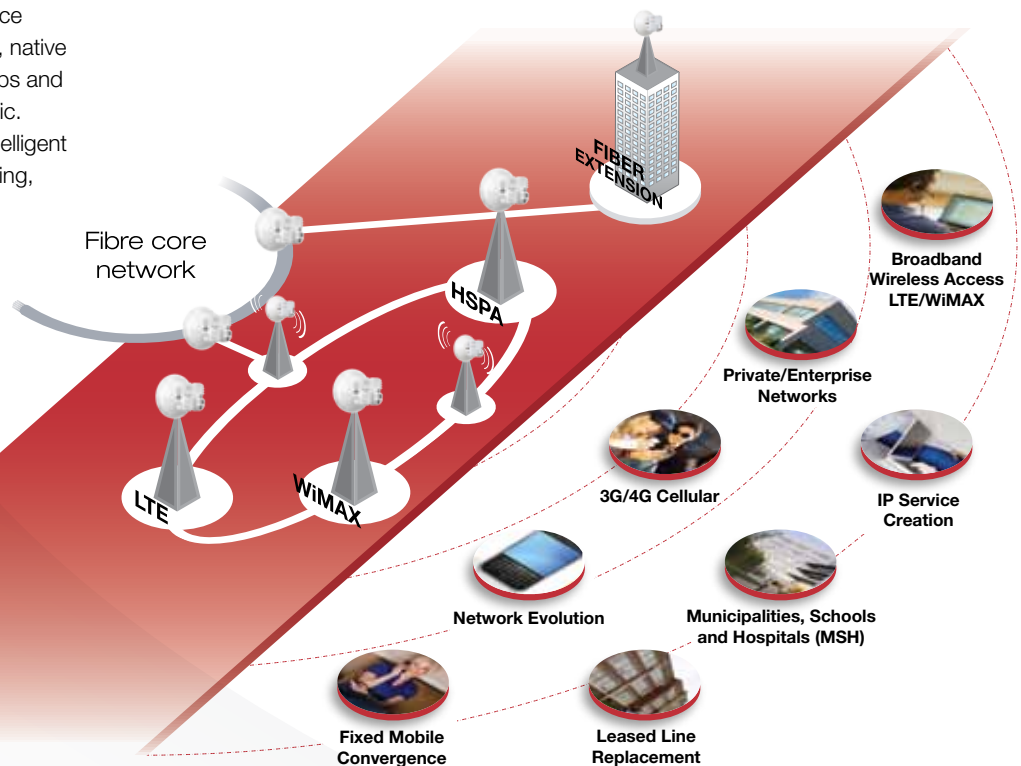 ce
, native
and
ic.
elligent
ing,
Fibre core
network
FIBER
EXTENSION
HSPA
LTE
WiMAX
Broadband
Wireless Access
LTE/WiMAX
Private/Enterprise
Networks
3G/4G Cellular
IP Service
Creation
Network Evolution
Municipalities, Schools
and Hospitals (MSH)
Fixed Mobile
Convergence
Leased Line
Replacement